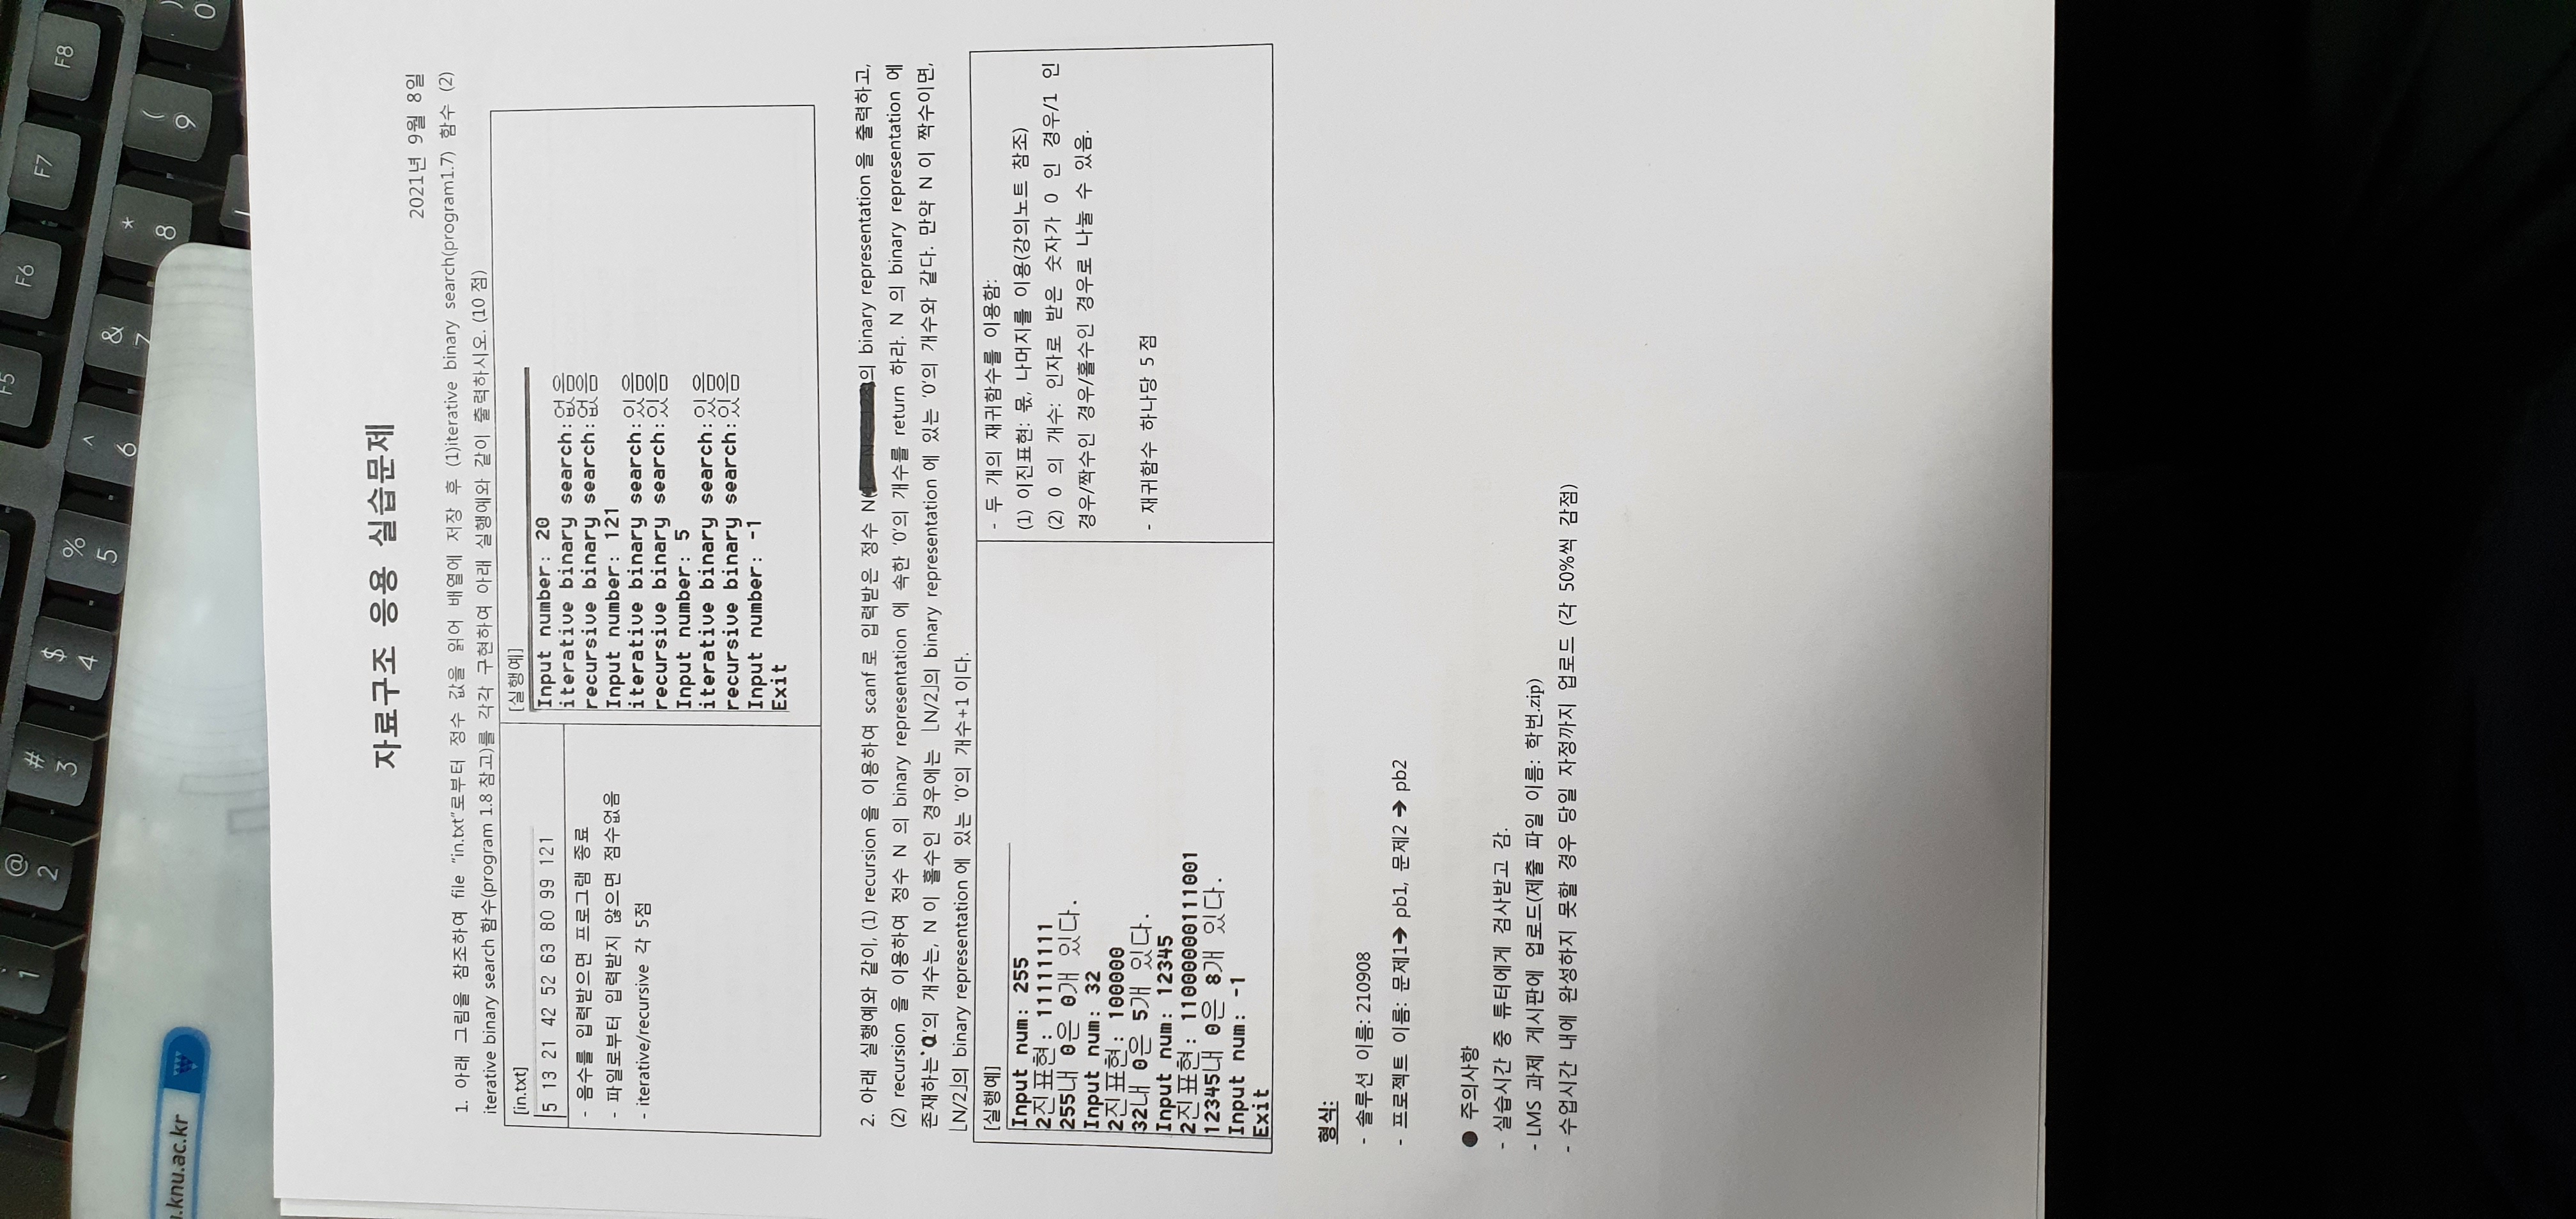 F5
F6
F7
F8
!
1
@
2
#
3
$
4
%
5
^
6
&
7
*
8
(
9
)
0
.knu.ac.kr
자료구조 응용 실습문제
2021년 9월 8일
1. 아래 그림을 참조하여 file “in.txt”로부터 정수 값을 읽어 배열에 저장 후 (1)iterative binary search(program1.7) 함수 (2)
iterative binary search 함수(program 1.8 참고)를 각각 구현하여 아래 실행예와 같이 출력하시오. (10 점)
[in.txt]
5 13 21 42 52 63 80 99 121
- 음수를 입력받으면 프로그램 종료
- 파일로부터 입력받지 않으면 점수없음
- iterative/recursive 각 5점
[실행예]
Input number: 20
iterative binary search:없음
recursive binary search:없음
Input number: 121
iterative binary search:있음
recursive binary search:있음
Input number: 5
iterative binary search:있음
recursive binary search:있음
Input number: -1
Exit
2. 아래 실행예와 같이, (1) recursion 을 이용하여 scanf 로 입력받은 정수 N의 binary representation 을 출력하고,
(2) recursion 을 이용하여 정수 N 의 binary representation 에 속한 ‘0’의 개수를 return 하라. N 의 binary representation 에
존재하는‘0’의 개수는, N 이 홀수인 경우에는 ⌊N/2⌋의 binary representation 에 있는 ‘0’의 개수와 같다. 만약 N 이 짝수이면,
⌊N/2⌋의 binary representation 에 있는 ‘0’의 개수+1 이다.
[실행예]
Input num: 255
2진표현: 11111111
255내 0은 0개 있다.
Input num: 32
2진표현: 100000
32내 0은 5개 있다.
Input num: 12345
2진표현: 11000000111001
12345내 0은 8개 있다.
Input num: -1
Exit
- 두 개의 재귀함수를 이용함:
(1) 이진표현: 몫, 나머지를 이용(강의노트 참조)
(2) 0 의 개수: 인자로 받은 숫자가 0 인 경우/1 인
경우/짝수인 경우/홀수인 경우로 나눌 수 있음.
- 재귀함수 하나당 5 점
형식:
- 솔루션 이름: 210908
- 프로젝트 이름: 문제1➔ pb1, 문제2 ➔ pb2
● 주의사항
- 실습시간 중 튜터에게 검사받고 감.
- LMS 과제 게시판에 업로드(제출 파일 이름: 학번.zip)
- 수업시간 내에 완성하지 못할 경우 당일 자정까지 업로드 (각 50%씩 감점)